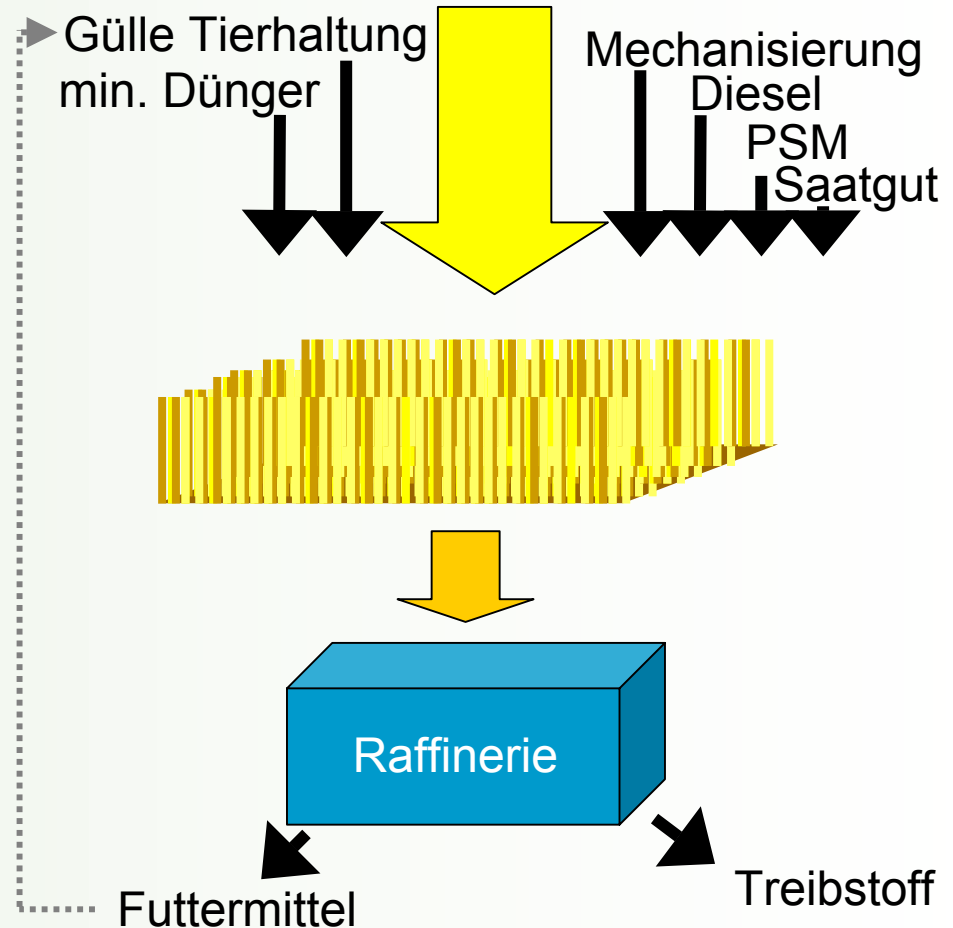 Gülle Tierhaltung
min. Dünger
Mechanisierung
Diesel
PSM
Saatgut
Raffinerie
Futtermittel
Treibstoff